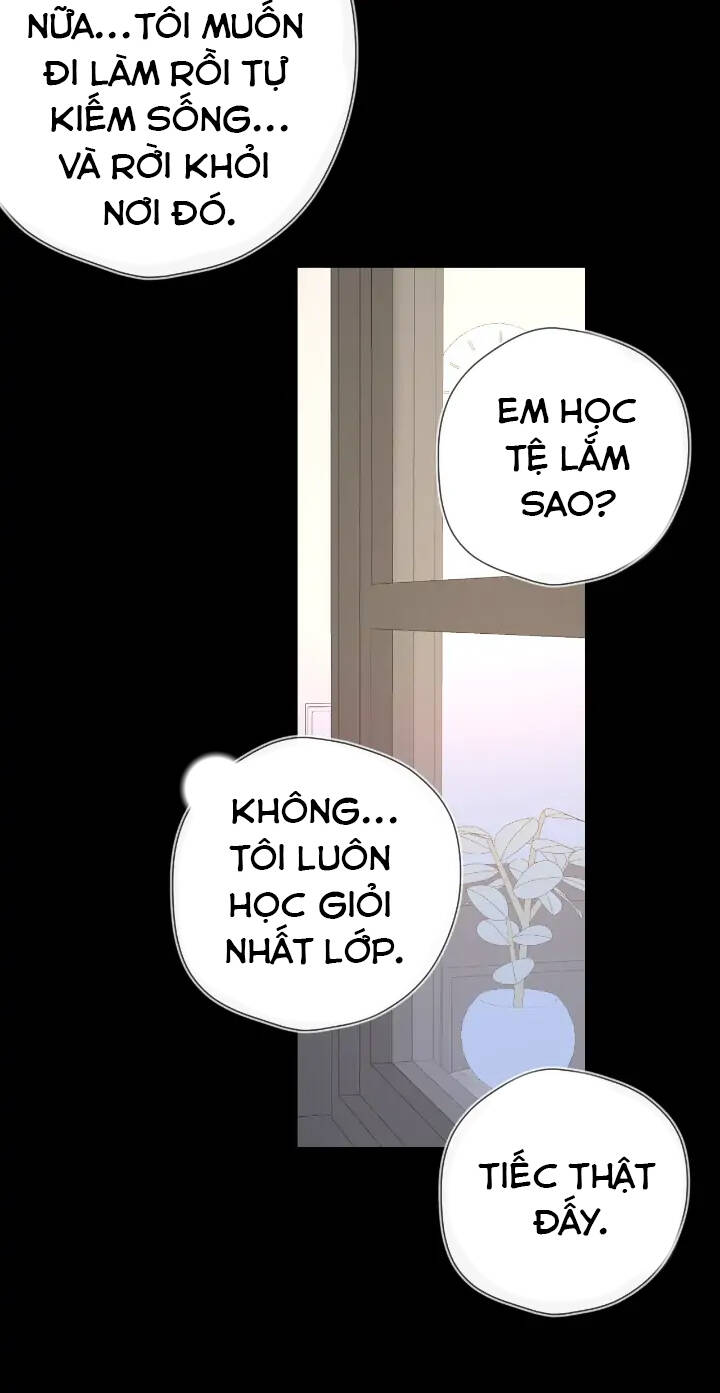 NỮA...TÔI MUỐN
ĐI LÀM RỒI TỰ
KIẾM SỐNG...
VÀ RỜI KHỎI
NƠI ĐÓ.
EM HỌC
TỆ LẮM
SAO?
KHÔNG...
TÔI LUÔN
HỌC GIỎI
NHẤT LỚP.
TIẾC THẬT
ĐẤY.